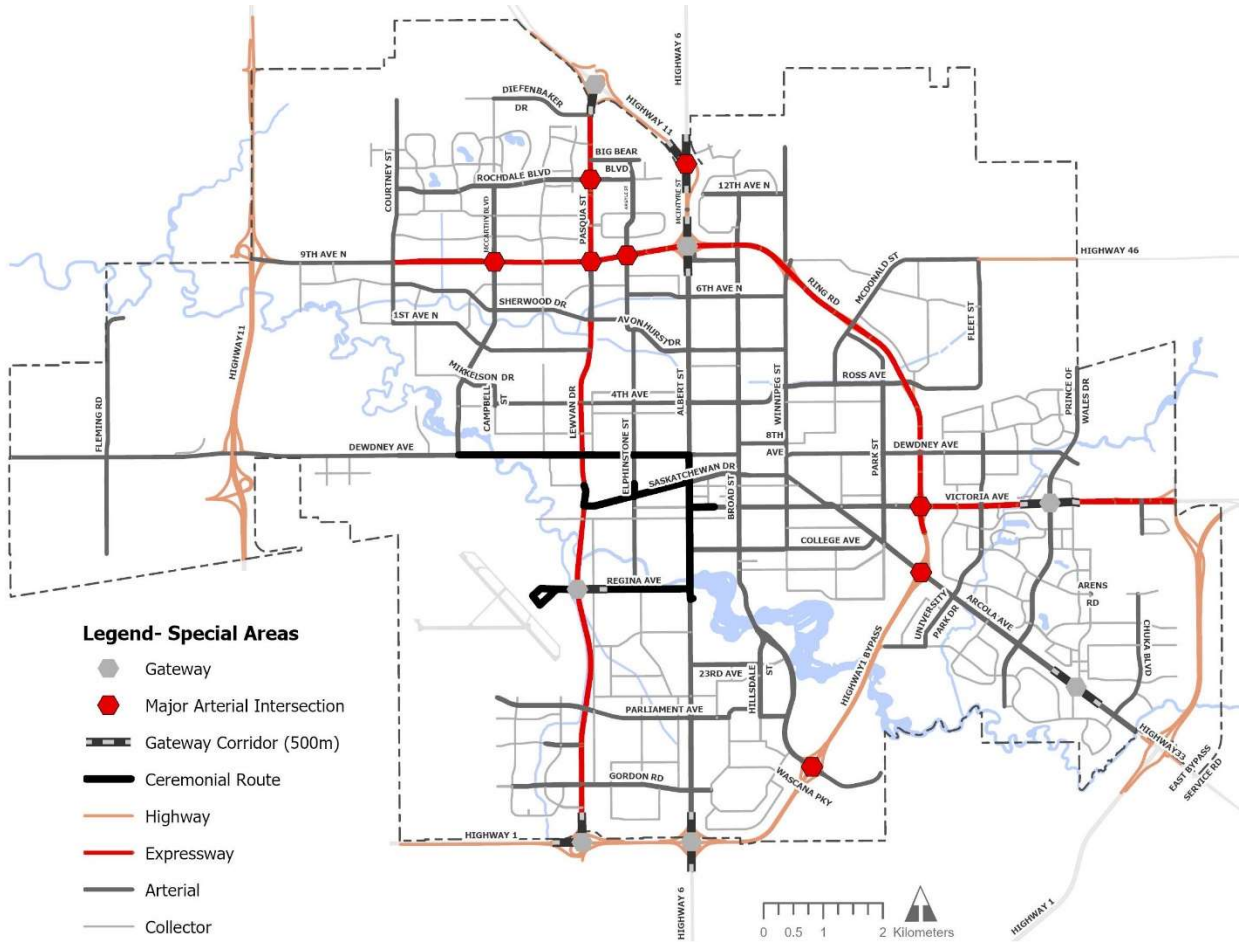 HIGHWAY 6
DIEFENBAKER
DR
HIGHWAY 11
BIG BEAR
BLVD
ROCHDALE BLVD
COURTNEY ST
MCCARTHY BLVD
PASQUA ST
MCINTYRE ST
12TH AVE N
9TH AVE N
HIGHWAY 46
RING RD
MCDONALD ST
6TH AVE N
SHERWOOD DR
1ST AVE N
AVONHURST DR
FLEET ST
HIGHWAY11
MIKKELSON DR
CAMPBELL
ST
LEWVAN DR
4TH AVE
ALBERT ST
WINNIPEG ST
ROSS AVE
PRINCE OF
WALES DR
FLEMING RD
DEWDNEY AVE
ELPHINSTONE ST
SASKATCHEWAN DR
8TH
AVE
BROAD ST
PARK ST
DEWDNEY AVE
VICTORIA AVE
COLLEGE AVE
REGINA AVE
ARENS
RD
UNIVERSITY
PARK DR
ARCOLA AVE
CHUKA BLVD
HIGHWAY1 BYPASS
23RD AVE
HILLSDALE
ST
PARLIAMENT AVE
GORDON RD
WASCANA PKY
HIGHWAY33
EAST BYPASS
SERVICE RD
HIGHWAY 1
HIGHWAY 6
HIGHWAY 1
Legend- Special Areas
Gateway
Major Arterial Intersection
Gateway Corridor (500m)
Ceremonial Route
Highway
Expressway
Arterial
Collector
0 0.5 1 2 Kilometers